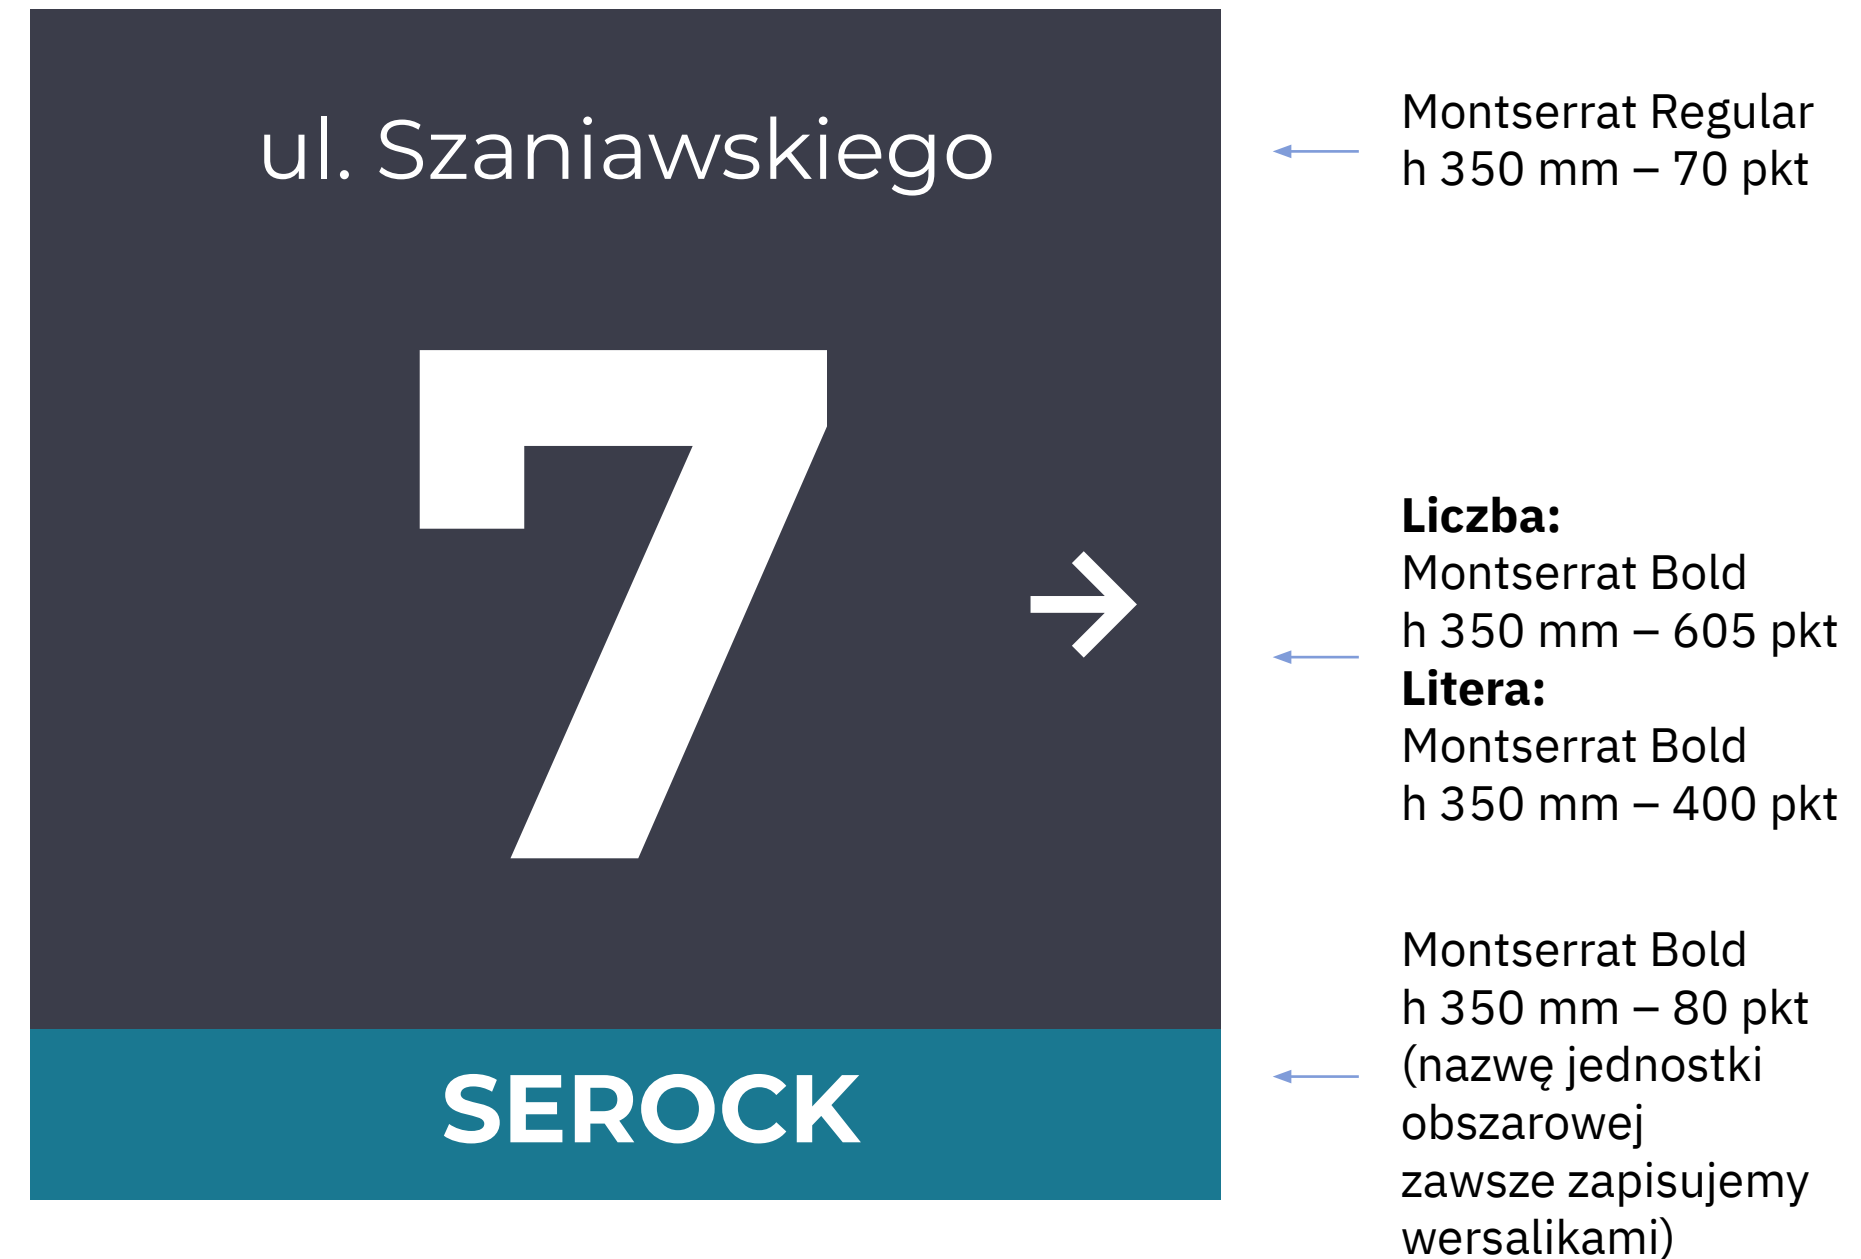 ul. Szaniawskiego
7
SEROCK
Montserrat Regular
h 350 mm – 70 pkt
Liczba:
Montserrat Bold
h 350 mm – 605 pkt
Litera:
Montserrat Bold
h 350 mm – 400 pkt
Montserrat Bold
h 350 mm – 80 pkt
(nazwę jednostki
obszarowej
zawsze zapisujemy
wersalikami)